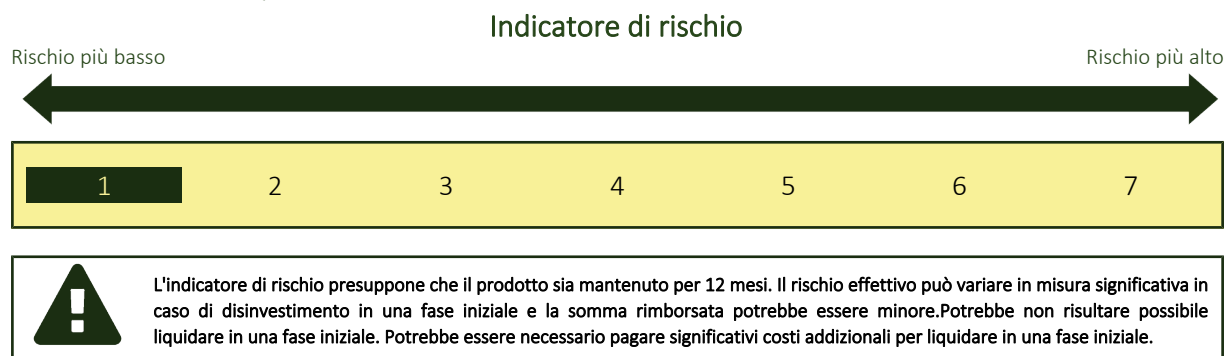 Indicatore di rischio
Rischio più basso
Rischio più alto
1 2 3 4 5 6 7
L'indicatore di rischio presuppone che il prodotto sia mantenuto per 12 mesi. Il rischio effettivo può variare in misura significativa in
caso di disinvestimento in una fase iniziale e la somma rimborsata potrebbe essere minore.Potrebbe non risultare possibile
liquidare in una fase iniziale. Potrebbe essere necessario pagare significativi costi addizionali per liquidare in una fase iniziale.